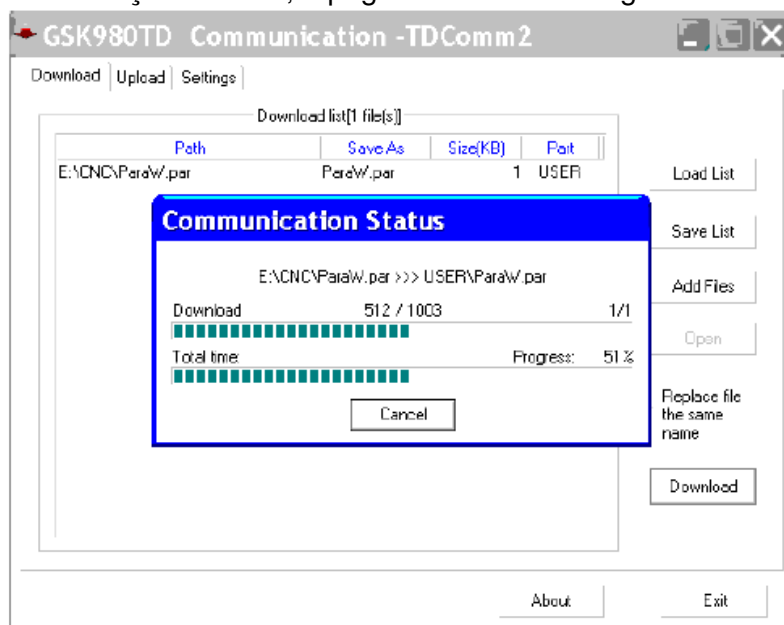 GSK980TD Communication -TDComm2
Download Upload Settings
Download list[1 file(s)]
Path Save As Size(KB) Part
E:\CNC\ParaW.par ParaW.par 1 USER
Load List
Communication Status
Save List
E:\CNC\ParaW.par >>> USER\ParaW.par
Add Files
Download 512 / 1003 1/1
Open
Total time: Progress: 51 %
Cancel
Replace file
the same
name
Download
About Exit